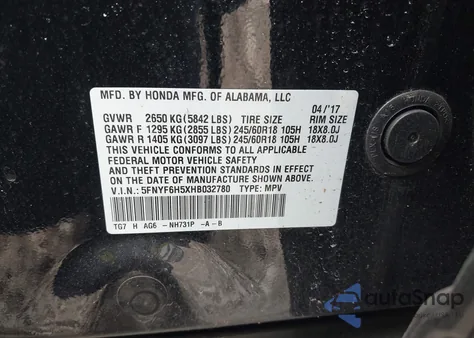 MFD. BY HONDA MFG. OF ALABAMA, LLC
04/'17
GVWR 2650 KG(5842 LBS) TIRE SIZE RIM SIZE
GAWR F 1295 KG(2855 LBS) 245/60R18 105H 18X8.0J
GAWR R 1405 KG(3097 LBS) 245/60R18 105H 18X8.0J
THIS VEHICLE CONFORMS TO ALL APPLICABLE
FEDERAL MOTOR VEHICLE SAFETY STANDARDS IN EFFECT ON THE
DATE OF MANUFACTURE SHOWN ABOVE.
V.I.N.: 5FNYF6H5XHB032780 TYPE: MPV
TG7 H AG6 -NH731P -A-B
autoSnap